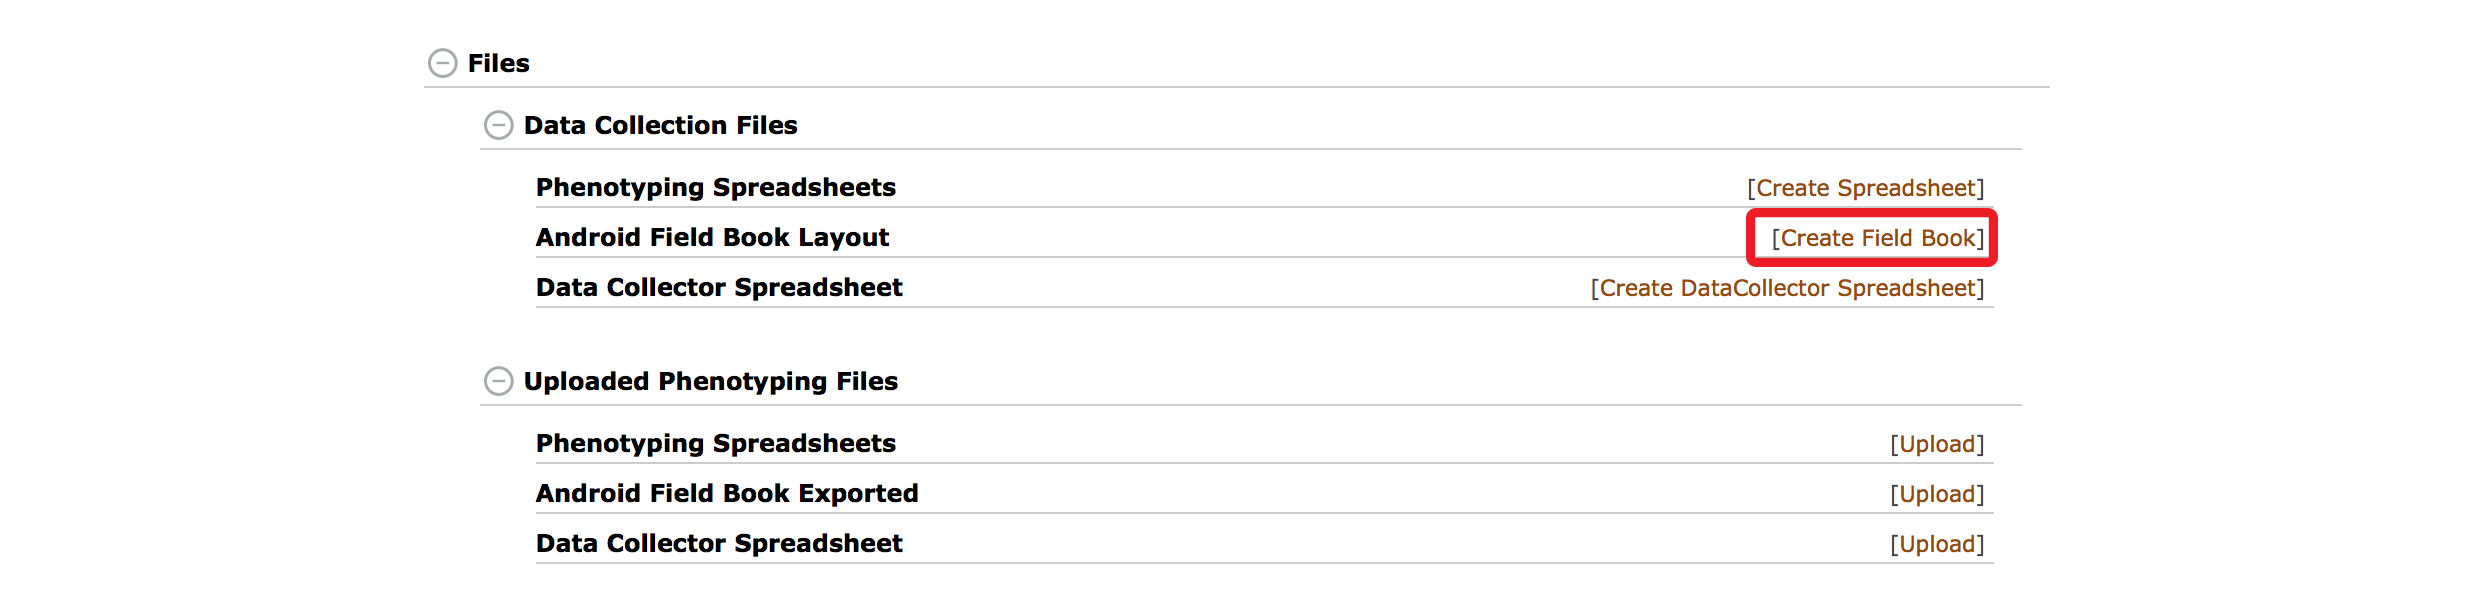 Files
Data Collection Files
Phenotyping Spreadsheets [Create Spreadsheet]
Android Field Book Layout [Create Field Book]
Data Collector Spreadsheet [Create DataCollector Spreadsheet]
Uploaded Phenotyping Files
Phenotyping Spreadsheets [Upload]
Android Field Book Exported [Upload]
Data Collector Spreadsheet [Upload]